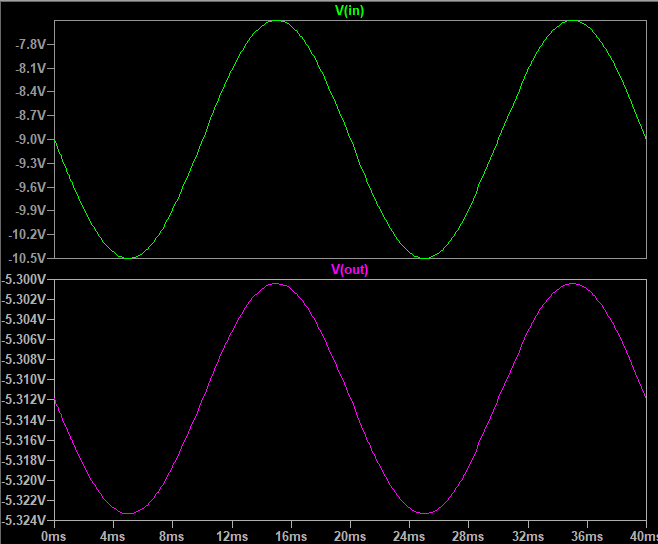 V(in)
-7.8V
-8.1V
-8.4V
-8.7V
-9.0V
-9.3V
-9.6V
-9.9V
-10.2V
-10.5V
V(out)
-5.300V
-5.302V
-5.304V
-5.306V
-5.308V
-5.310V
-5.312V
-5.314V
-5.316V
-5.318V
-5.320V
-5.322V
-5.324V
0ms 4ms 8ms 12ms 16ms 20ms 24ms 28ms 32ms 36ms 40ms